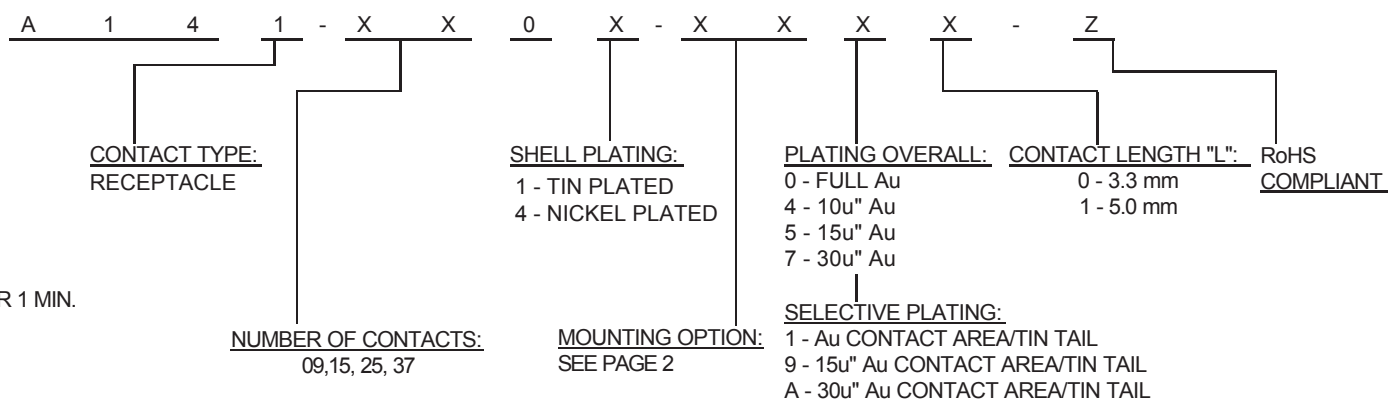 A 1 4 1 - X X 0 X - X X X X - Z
CONTACT TYPE:
RECEPTACLE
SHELL PLATING:
1 - TIN PLATED
4 - NICKEL PLATED
PLATING OVERALL:
0 - FULL Au
4 - 10u" Au
5 - 15u" Au
7 - 30u" Au
CONTACT LENGTH "L":
0 - 3.3 mm
1 - 5.0 mm
RoHS
COMPLIANT
R 1 MIN.
NUMBER OF CONTACTS:
09,15, 25, 37
MOUNTING OPTION:
SEE PAGE 2
SELECTIVE PLATING:
1 - Au CONTACT AREA/TIN TAIL
9 - 15u" Au CONTACT AREA/TIN TAIL
A - 30u" Au CONTACT AREA/TIN TAIL